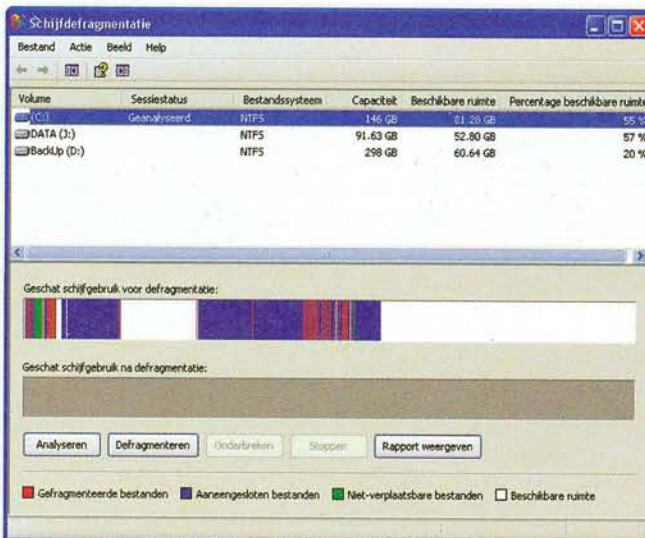 Schijfdefragmentatie
Bestand Actie Beeld Help
Volume Sessiestatus Bestandssysteem Capaciteit Beschikbare ruimte Percentage beschikbare ruimte
(C:) Geanalyseerd NTFS 146 GB 81.28 GB 55 %
DATA (J:) NTFS 91.63 GB 52.80 GB 57 %
BackUp (D:) NTFS 298 GB 60.64 GB 20 %
Geschat schijfgebruik voor defragmentatie:
Geschat schijfgebruik na defragmentatie:
Analyseren Defragmenteren Onderbreken Stoppen Rapport weergeven
Gefragmenteerde bestanden Aaneengesloten bestanden Niet-verplaatsbare bestanden Beschikbare ruimte